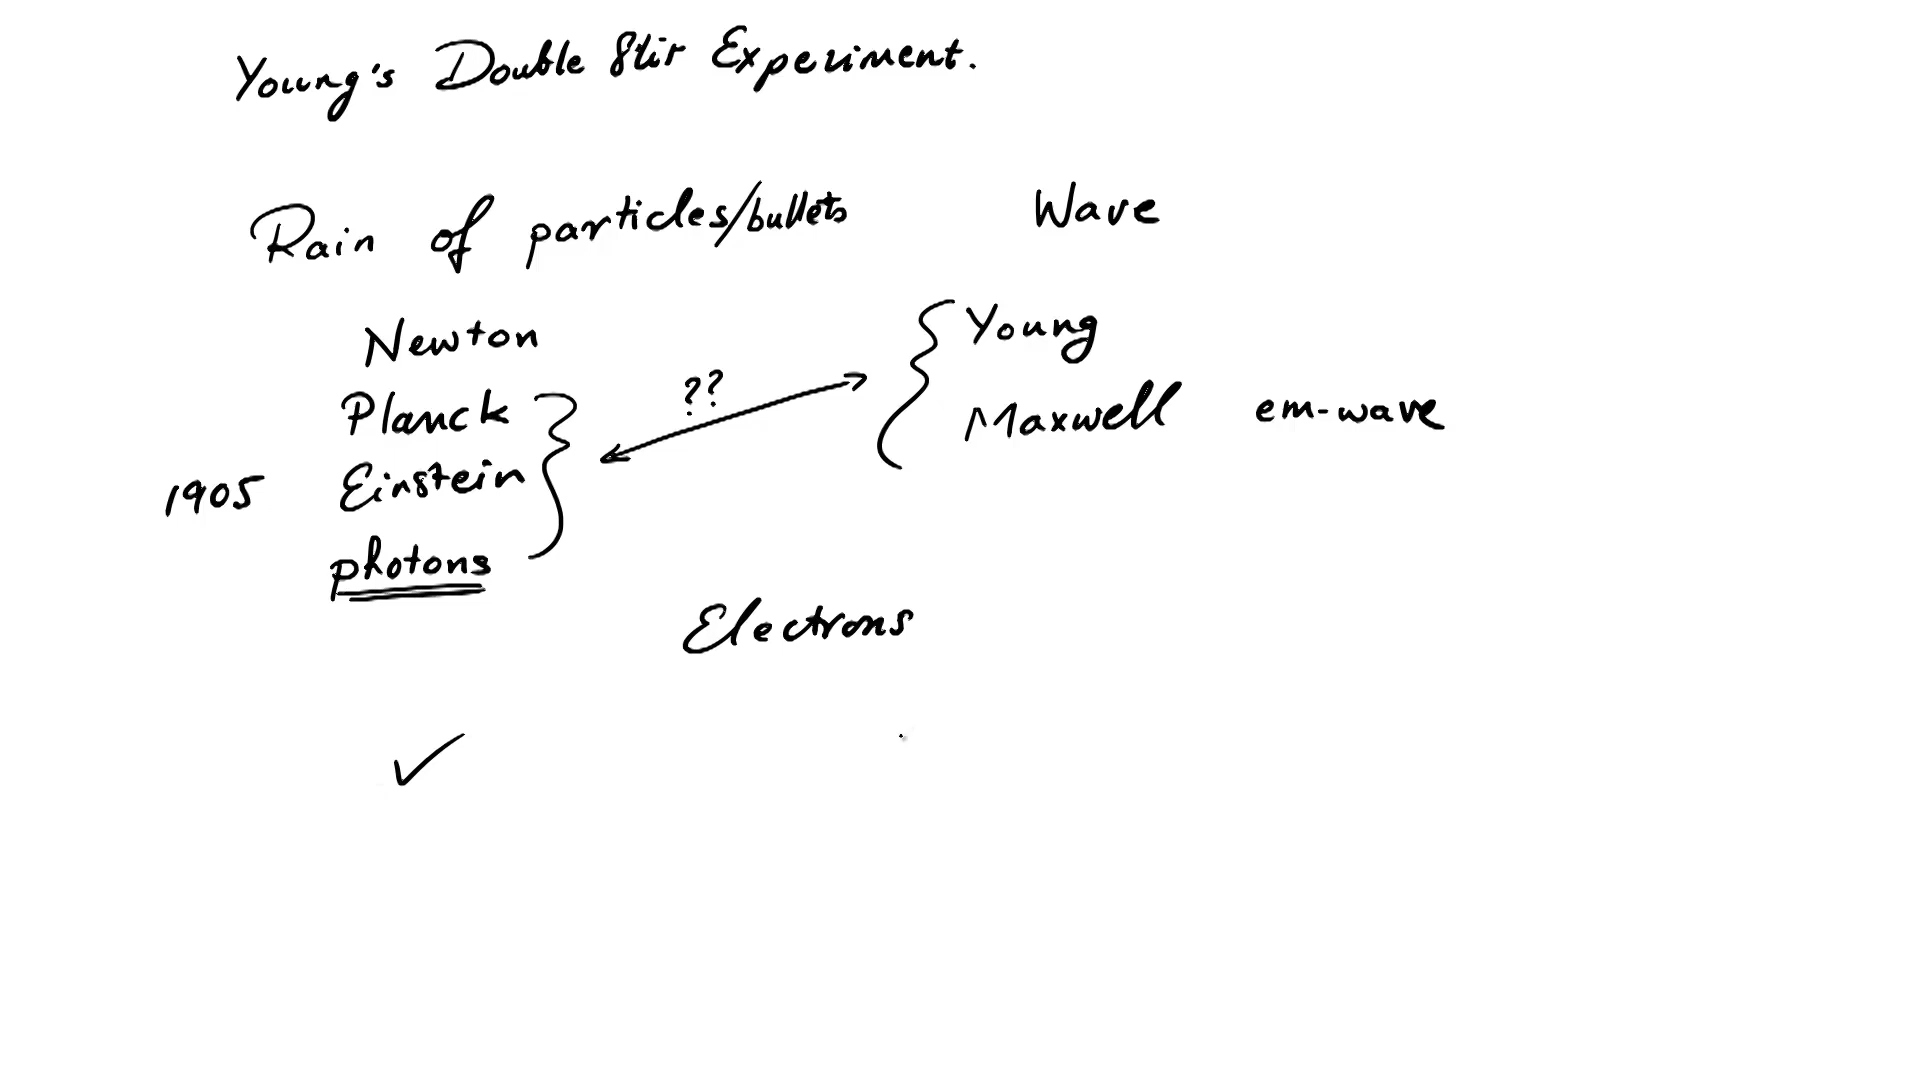 Young's Double Slit Experiment.
Rain of particles/bullets Wave
Newton Young
??
Planck Maxwell em-wave
1905 Einstein
photons
Electrons